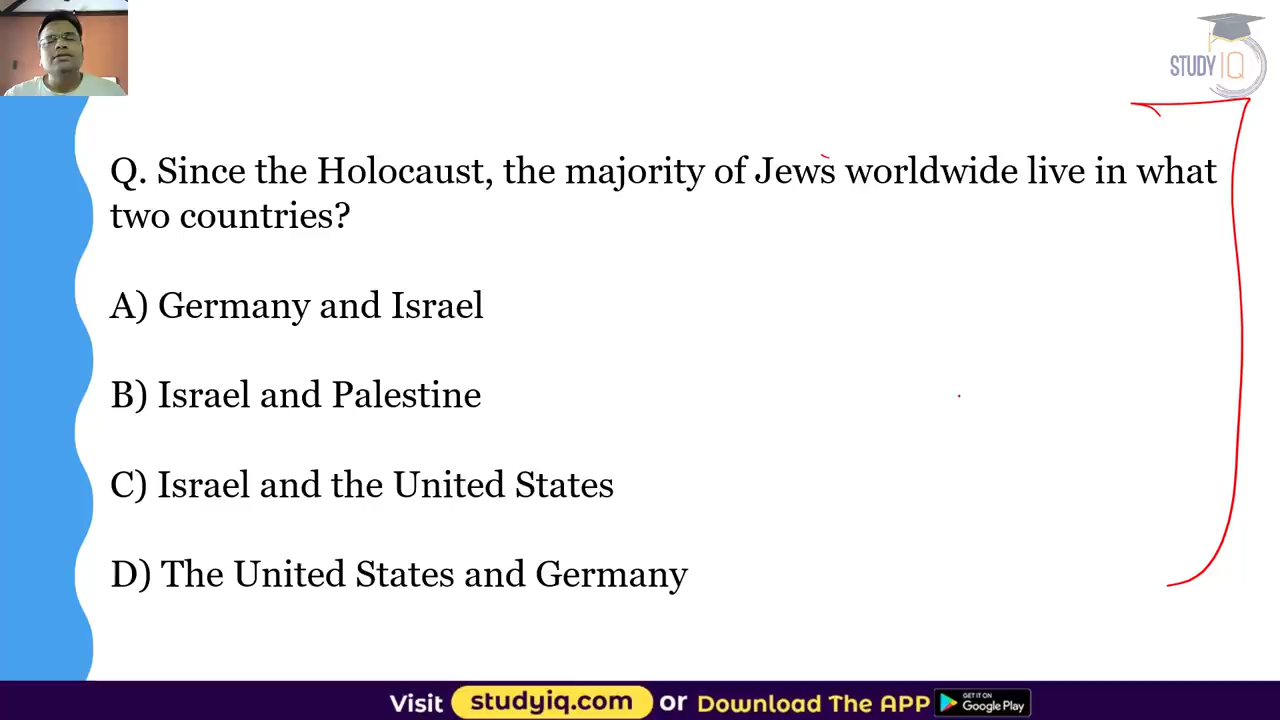 STUDY IQ
Q. Since the Holocaust, the majority of Jews worldwide live in what
two countries?
A) Germany and Israel
B) Israel and Palestine
C) Israel and the United States
D) The United States and Germany
Visit studyiq.com or Download The APP GET IT ON Google Play